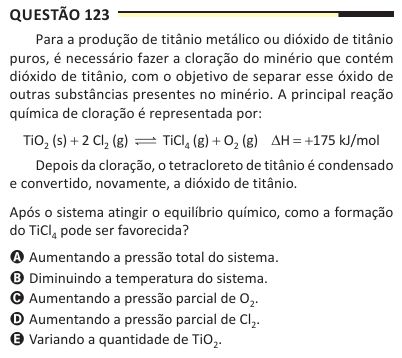 QUESTÃO 123
Para a produção de titânio metálico ou dióxido de titânio
puros, é necessário fazer a cloração do minério que contém
dióxido de titânio, com o objetivo de separar esse óxido de
outras substâncias presentes no minério. A principal reação
química de cloração é representada por:
TiO₂ (s) + 2 Cl₂ (g) ⇌ TiCl₄ (g) + O₂ (g) ΔH = +175 kJ/mol
Depois da cloração, o tetracloreto de titânio é condensado
e convertido, novamente, a dióxido de titânio.
Após o sistema atingir o equilíbrio químico, como a formação
do TiCl₄ pode ser favorecida?
A Aumentando a pressão total do sistema.
B Diminuindo a temperatura do sistema.
C Aumentando a pressão parcial de O₂.
D Aumentando a pressão parcial de Cl₂.
E Variando a quantidade de TiO₂.